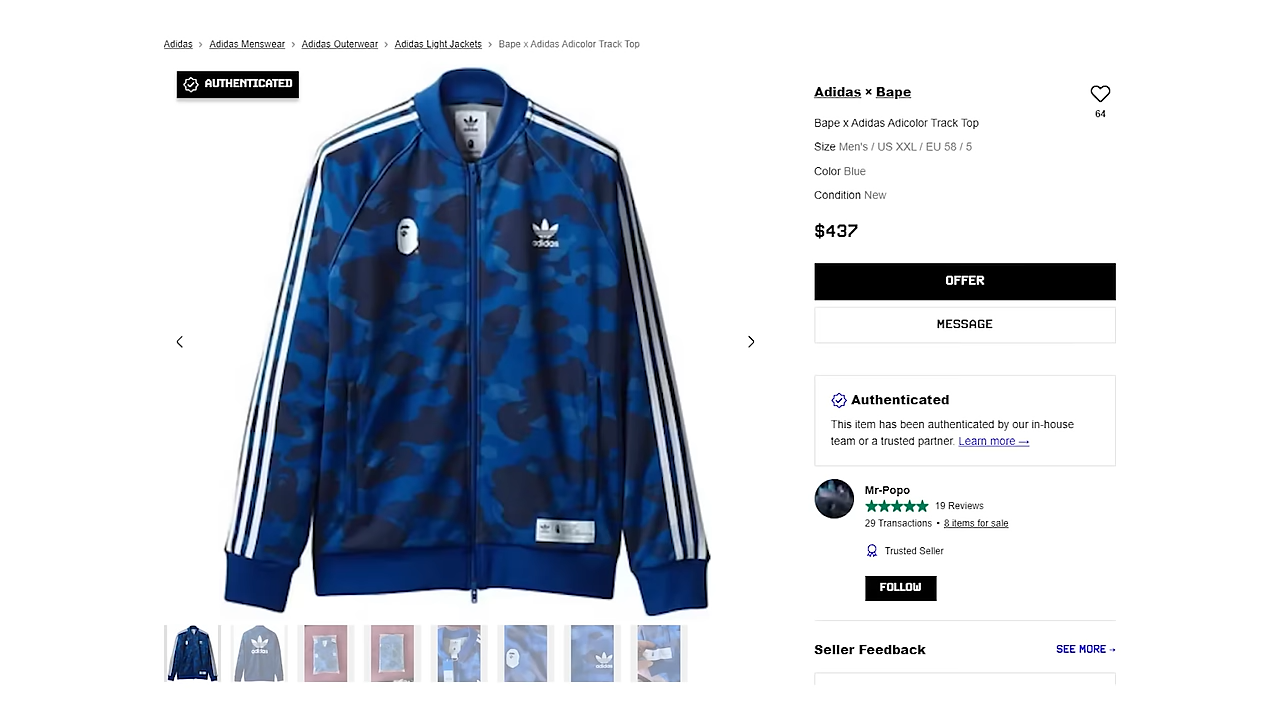 Adidas > Adidas Menswear > Adidas Outerwear > Adidas Light Jackets > Bape x Adidas Adicolor Track Top
AUTHENTICATED
adidas
adidas
adidas
Adidas × Bape
64
Bape x Adidas Adicolor Track Top
Size Men's / US XXL / EU 58 / 5
Color Blue
Condition New
$437
OFFER
MESSAGE
Authenticated
This item has been authenticated by our in-house
team or a trusted partner. Learn more →
Mr-Popo
19 Reviews
29 Transactions • 8 items for sale
Trusted Seller
FOLLOW
Seller Feedback
SEE MORE →